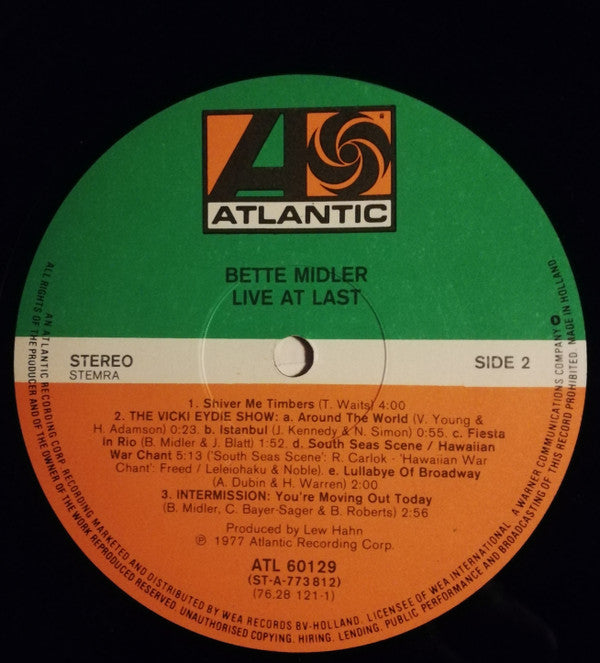 ATLANTIC
BETTE MIDLER
LIVE AT LAST
STEREO
STEMRA
SIDE 2
1. Shiver Me Timbers (T. Waits) 4:00
2. THE VICKI EYDIE SHOW: a. Around The World (V. Young &
H. Adamson) 0:23. b. Istanbul (J. Kennedy & N. Simon) 0:55. c. Fiesta
in Rio (B. Midler & J. Blatt) 1:52. d. South Seas Scene / Hawaiian
War Chant 5:13 ('South Seas Scene': R. Carlok - 'Hawaiian War
Chant': Freed / Leleiohaku & Noble). e. Lullabye Of Broadway
(A. Dubin & H. Warren) 2:00
3. INTERMISSION: You're Moving Out Today
(B. Midler, C. Bayer-Sager & B. Roberts) 2:56
Produced by Lew Hahn
℗ 1977 Atlantic Recording Corp.
ATL 60129
(ST-A-773812)
(76.28 121-1)
AN ATLANTIC RECORDING CORP. RECORDING MARKETED AND DISTRIBUTED BY WEA RECORDS BV-HOLLAND. LICENSEE OF WEA INTERNATIONAL. A WARNER COMMUNICATIONS COMPANY
ALL RIGHTS OF THE PRODUCER AND OF THE OWNER OF THE WORK REPRODUCED RESERVED. UNAUTHORISED COPYING. HIRING. LENDING. PUBLIC PERFORMANCE AND BROADCASTING OF THIS RECORD PROHIBITED. MADE IN HOLLAND